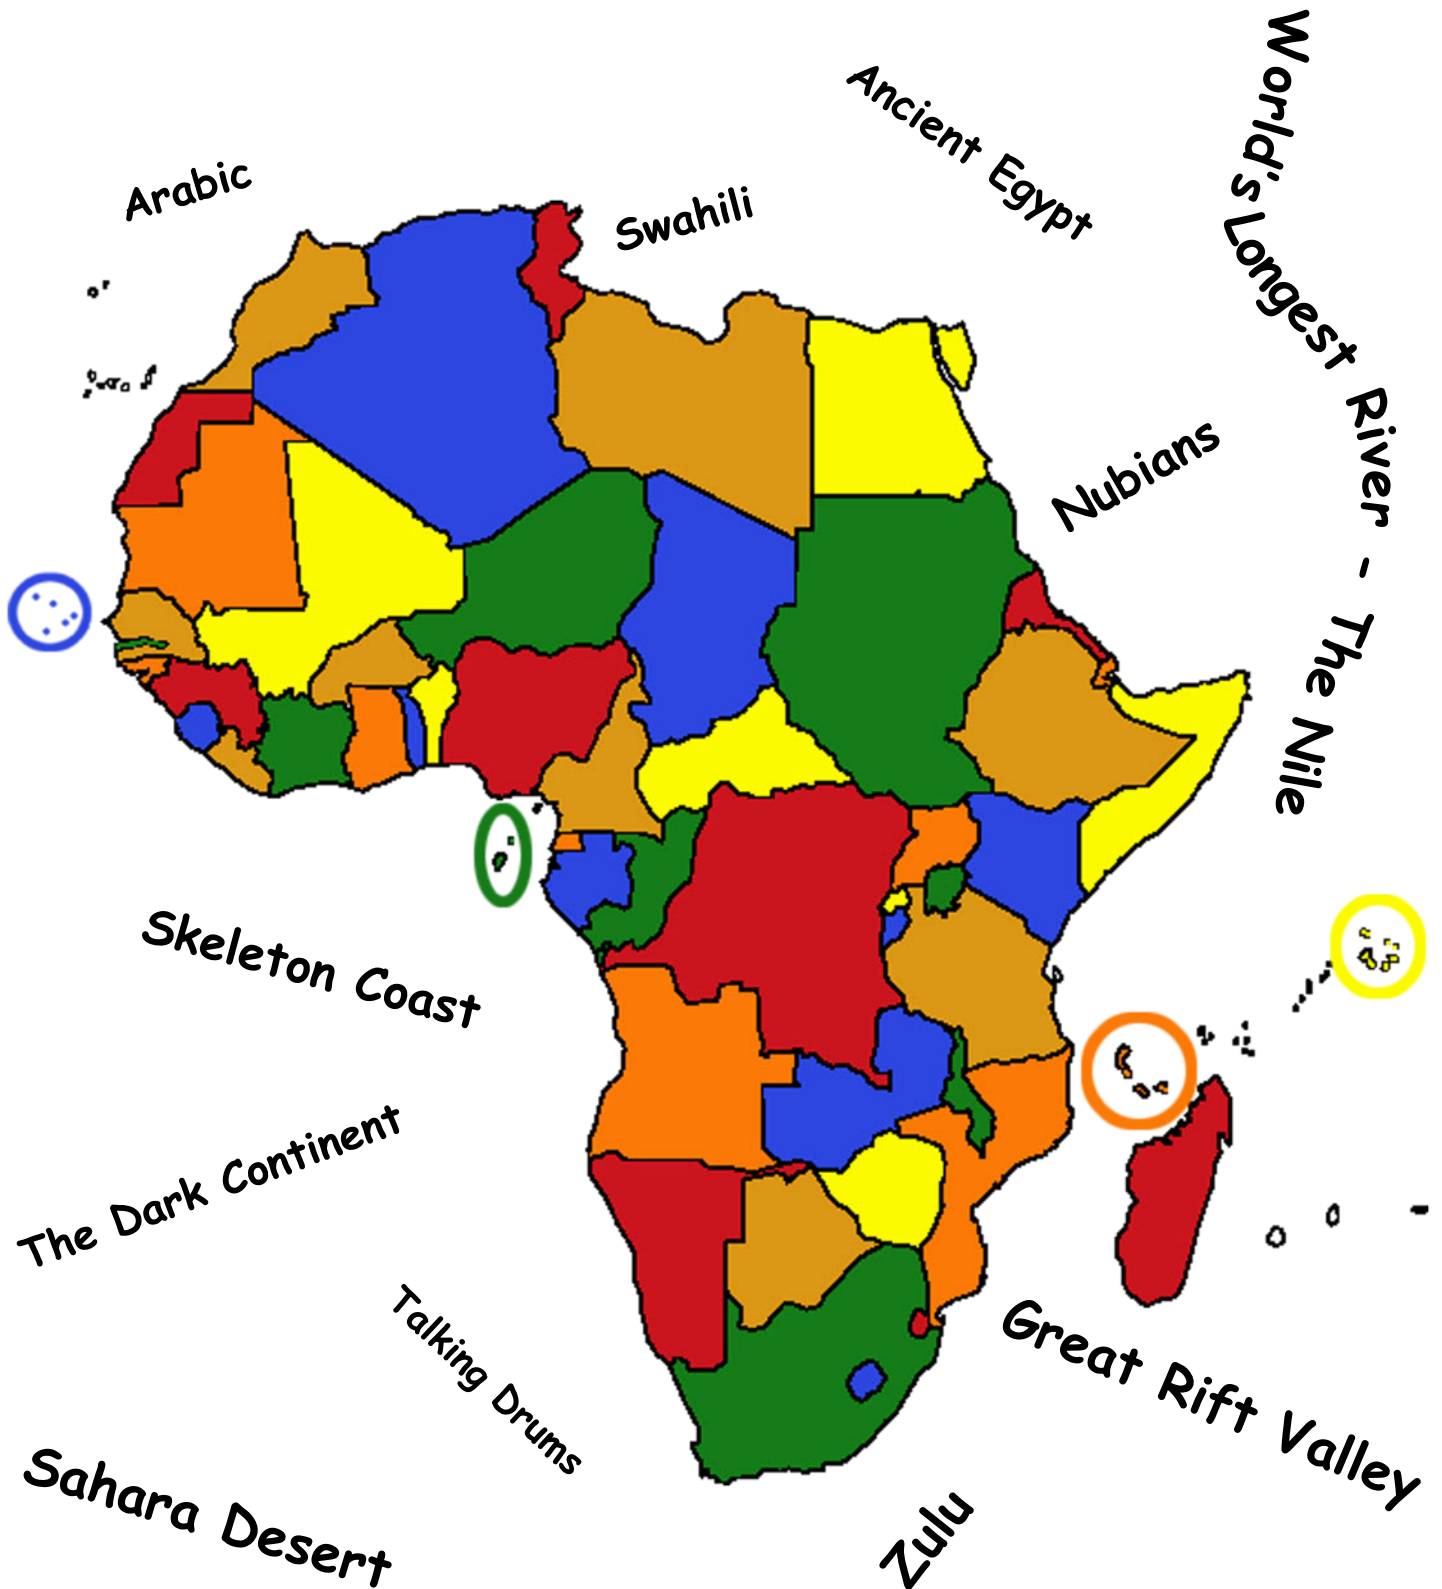 World's Longest River - The Nile
Ancient Egypt
Arabic
Swahili
Nubians
Skeleton Coast
The Dark Continent
Talking Drums
Great Rift Valley
Sahara Desert
Zulu